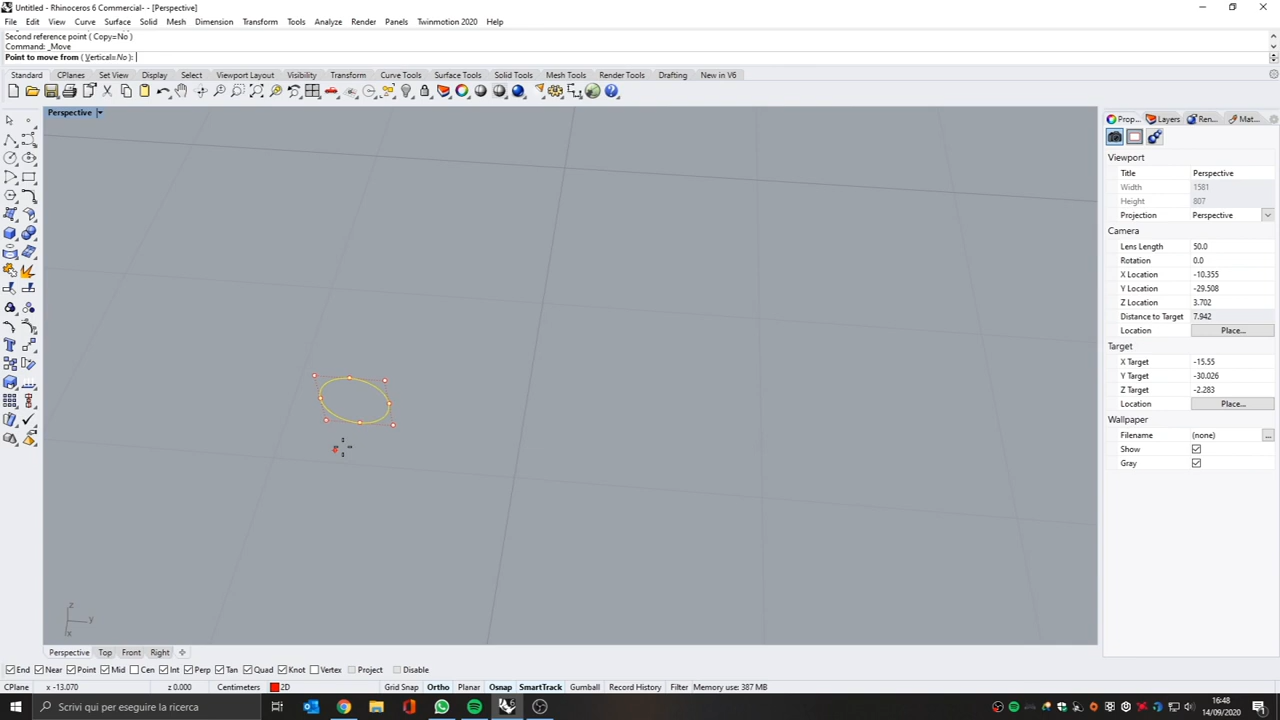 Untitled - Rhinoceros 6 Commercial- - [Perspective]
File Edit View Curve Surface Solid Mesh Dimension Transform Tools Analyze Render Panels Twinmotion 2020 Help
Second reference point ( Copy=No )
Command: _Move
Point to move from ( Vertical=No ):
Standard CPlanes Set View Display Select Viewport Layout Visibility Transform Curve Tools Surface Tools Solid Tools Mesh Tools Render Tools Drafting New in V6
Perspective
Prop... Layers Ren... Mat...
Viewport
Title Perspective
Width 1581
Height 807
Projection Perspective
Camera
Lens Length 50.0
Rotation 0.0
X Location -10.355
Y Location -29.508
Z Location 3.702
Distance to Target 7.942
Location Place...
Target
X Target -15.55
Y Target -30.026
Z Target -2.283
Location Place...
Wallpaper
Filename (none) ...
Show
Gray
z
y
x
Perspective Top Front Right
End Near Point Mid Cen Int Perp Tan Quad Knot Vertex Project Disable
CPlane x -13.070 z 0.000 Centimeters 2D Grid Snap Ortho Planar Osnap SmartTrack Gumball Record History Filter Memory use: 387 MB
Scrivi qui per eseguire la ricerca
16:48
14/09/2020